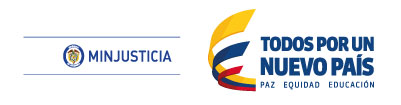 MINJUSTICIA
TODOS POR UN
NUEVO PAÍS
PAZ EQUIDAD EDUCACIÓN